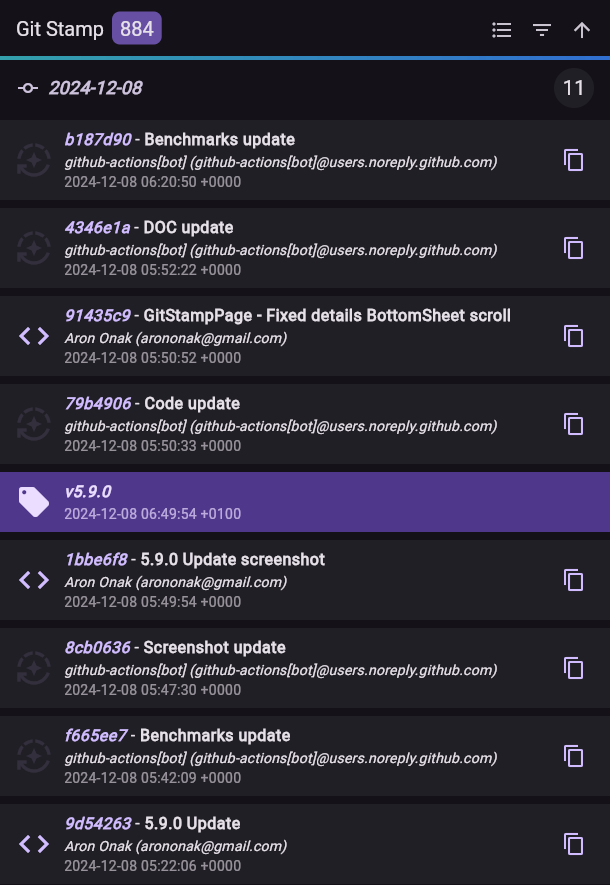 Git Stamp 884
2024-12-08 11
b187d90 - Benchmarks update
github-actions[bot] (github-actions[bot]@users.noreply.github.com)
2024-12-08 06:20:50 +0000
4346e1a - DOC update
github-actions[bot] (github-actions[bot]@users.noreply.github.com)
2024-12-08 05:52:22 +0000
91435c9 - GitStampPage - Fixed details BottomSheet scroll
Aron Onak (arononak@gmail.com)
2024-12-08 05:50:52 +0000
79b4906 - Code update
github-actions[bot] (github-actions[bot]@users.noreply.github.com)
2024-12-08 05:50:33 +0000
v5.9.0
2024-12-08 06:49:54 +0100
1bbe6f8 - 5.9.0 Update screenshot
Aron Onak (arononak@gmail.com)
2024-12-08 05:49:54 +0000
8cb0636 - Screenshot update
github-actions[bot] (github-actions[bot]@users.noreply.github.com)
2024-12-08 05:47:30 +0000
f665ee7 - Benchmarks update
github-actions[bot] (github-actions[bot]@users.noreply.github.com)
2024-12-08 05:42:09 +0000
9d54263 - 5.9.0 Update
Aron Onak (arononak@gmail.com)
2024-12-08 05:22:06 +0000